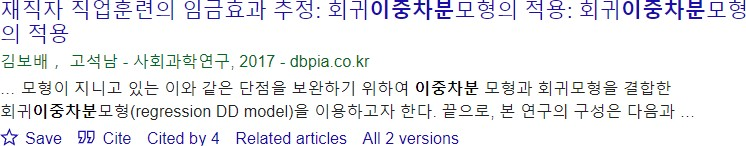 재직자 직업훈련의 임금효과 추정: 회귀이중차분모형의 적용: 회귀이중차분모형
의 적용
김보배 , 고석남 - 사회과학연구, 2017 - dbpia.co.kr
... 모형이 지니고 있는 이와 같은 단점을 보완하기 위하여 이중차분 모형과 회귀모형을 결합한
회귀이중차분모형(regression DD model)을 이용하고자 한다. 끝으로, 본 연구의 구성은 다음과 ...
Save Cite Cited by 4 Related articles All 2 versions